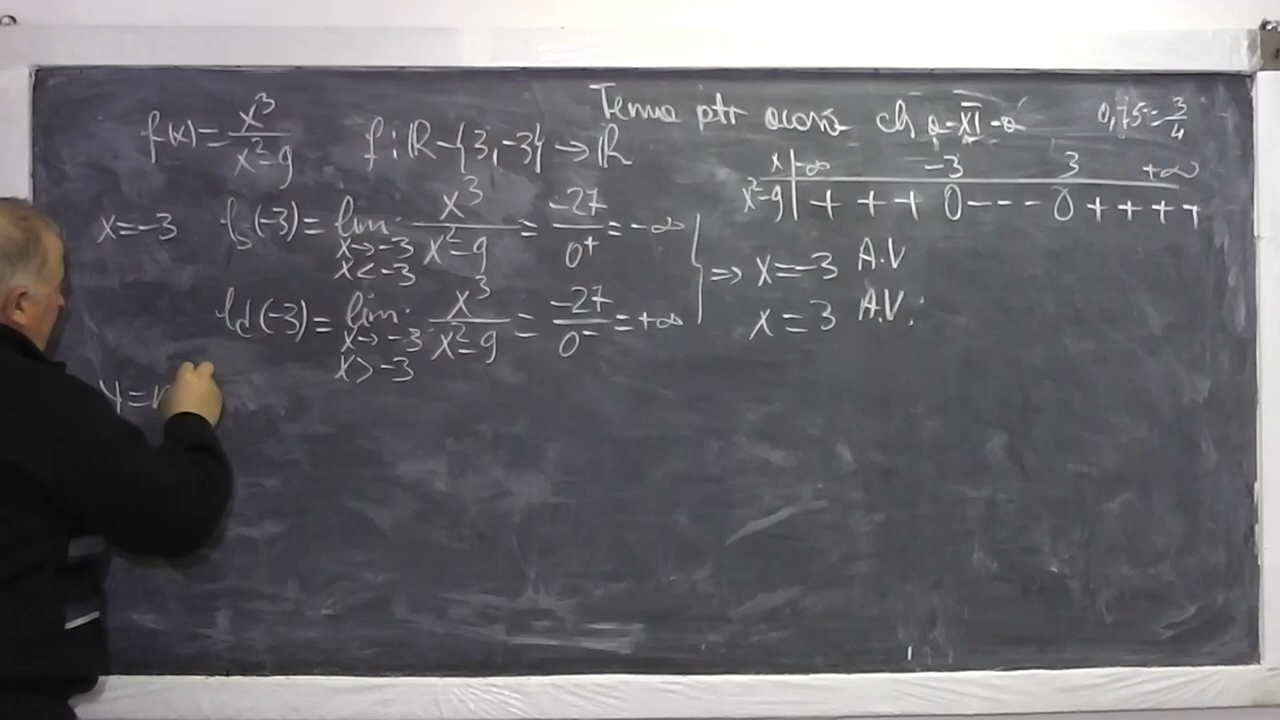 Tema ptr acasă cls a-XI-a
0,75=3/4
f(x)=x³/(x²-9) f:ℝ-{3,-3}→ℝ
x | -∞ -3 3 +∞
x²-9 | + + + 0 - - - 0 + + + +
x=-3 ls(-3)=lim x→-3 x<-3 x³/(x²-9) = -27/0⁺ = -∞
ld(-3)=lim x→-3 x>-3 x³/(x²-9) = -27/0⁻ = +∞
⇒ x=-3 A.V
x=3 A.V.
y=